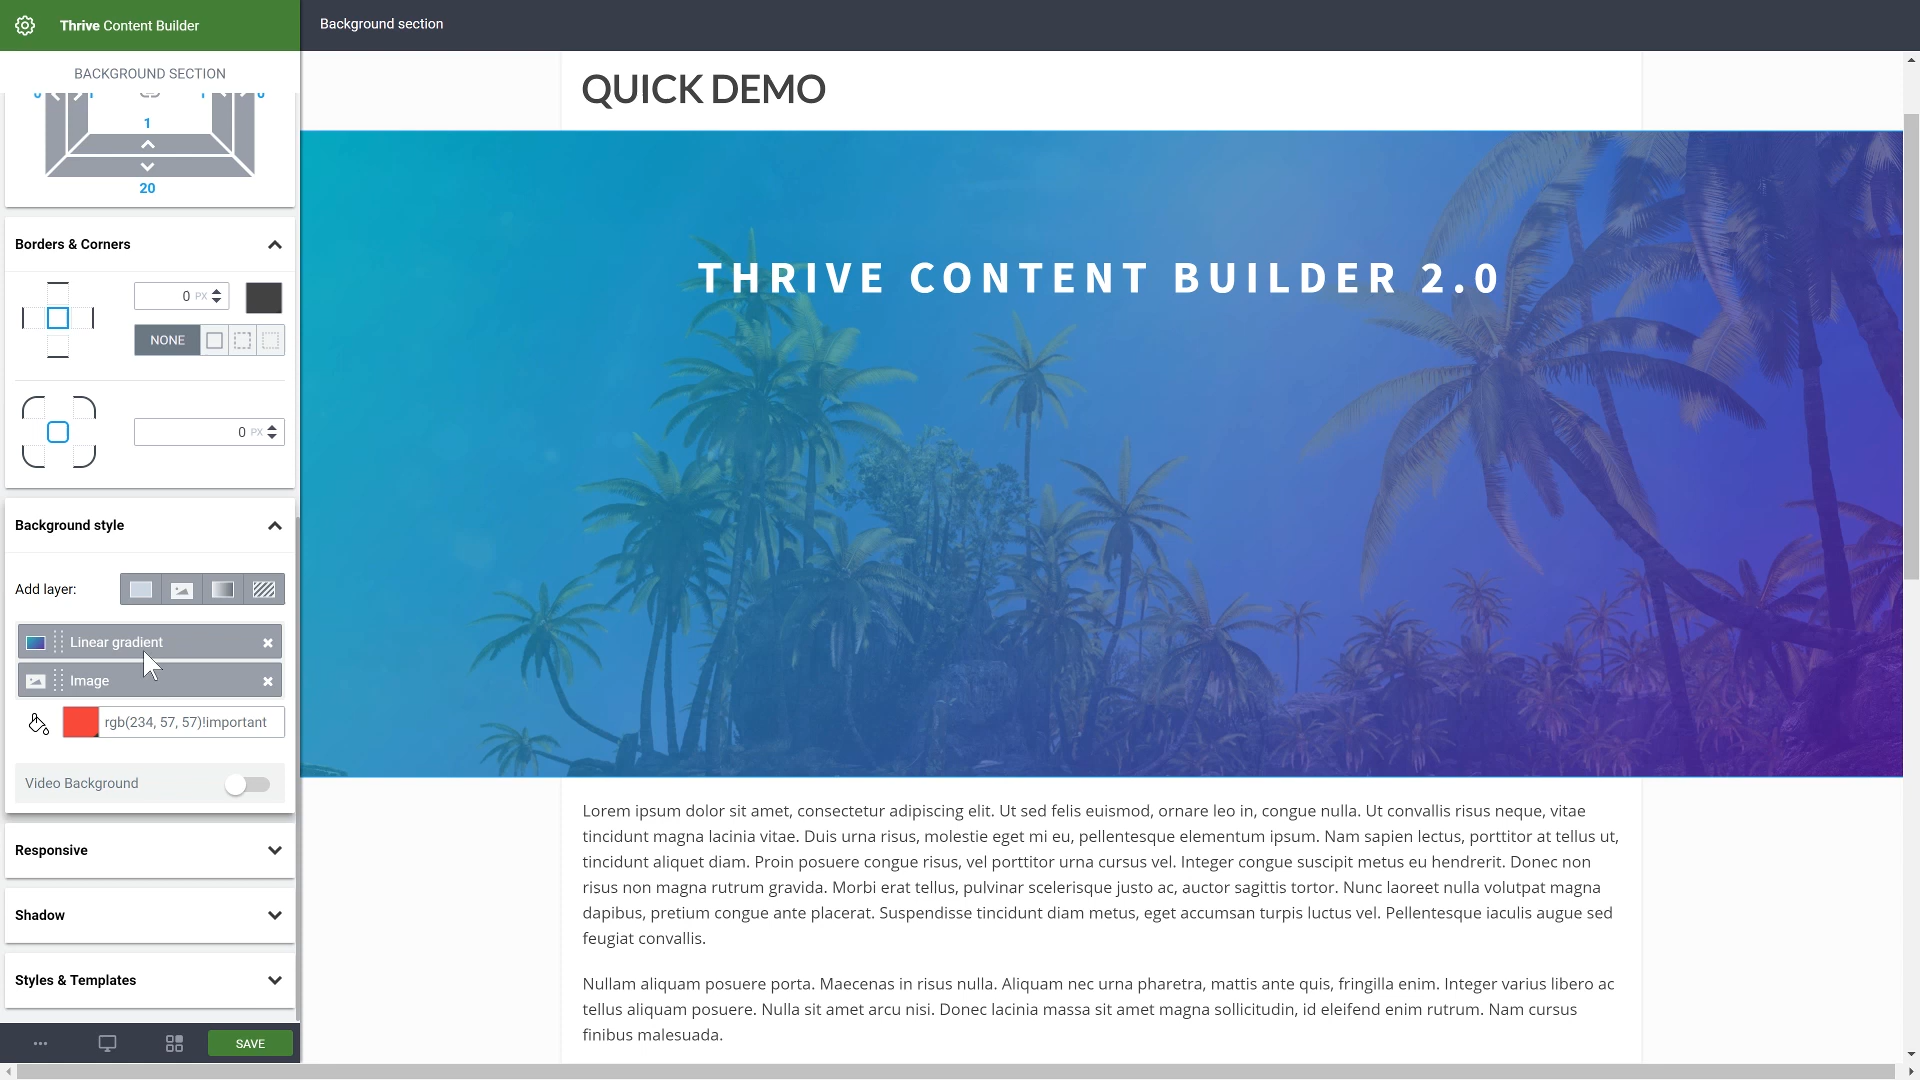 Thrive Content Builder
Background section
BACKGROUND SECTION
0 1 1 0
1
20
Borders & Corners
0 PX
NONE
0 PX
Background style
Add layer:
Linear gradient
Image
rgb(234, 57, 57)!important
Video Background
Responsive
Shadow
Styles & Templates
SAVE
QUICK DEMO
THRIVE CONTENT BUILDER 2.0
Lorem ipsum dolor sit amet, consectetur adipiscing elit. Ut sed felis euismod, ornare leo in, congue nulla. Ut convallis risus neque, vitae
tincidunt magna lacinia vitae. Duis urna risus, molestie eget mi eu, pellentesque elementum ipsum. Nam sapien lectus, porttitor at tellus ut,
tincidunt aliquet diam. Proin posuere congue risus, vel porttitor urna cursus vel. Integer congue suscipit metus eu hendrerit. Donec non
risus non magna rutrum gravida. Morbi erat tellus, pulvinar scelerisque justo ac, auctor sagittis tortor. Nunc laoreet nulla volutpat magna
dapibus, pretium congue ante placerat. Suspendisse tincidunt diam metus, eget accumsan turpis luctus vel. Pellentesque iaculis augue sed
feugiat convallis.
Nullam aliquam posuere porta. Maecenas in risus nulla. Aliquam nec urna pharetra, mattis ante quis, fringilla enim. Integer varius libero ac
tellus aliquam posuere. Nulla sit amet arcu nisi. Donec lacinia massa sit amet magna sollicitudin, id eleifend enim rutrum. Nam cursus
finibus malesuada.